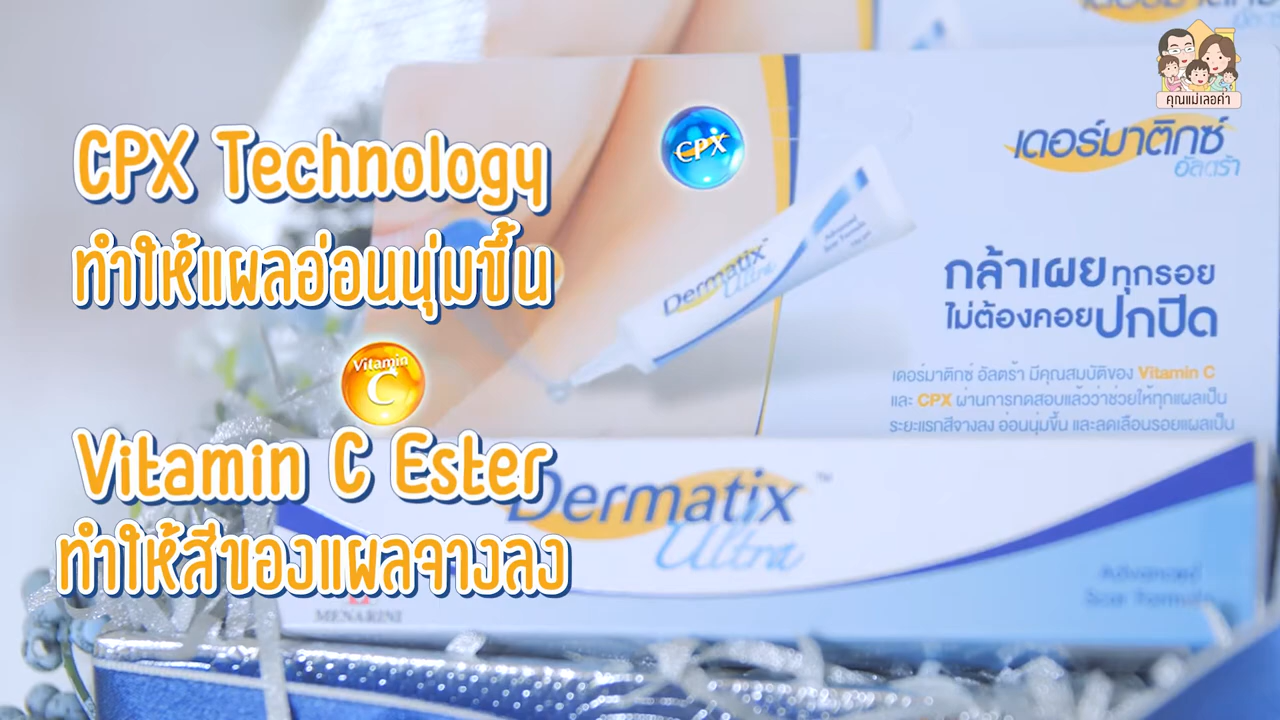 CPX Technology
ทำให้แผลอ่อนนุ่มขึ้น
Vitamin
C
Vitamin C Ester
ทำให้สีของแผลจางลง
คุณแม่เลอค่า
CPX
เดอร์มาติกซ์
อัลตร้า
Dermatix
Ultra
Advanced
Scar Formula
กล้าเผยทุกรอย
ไม่ต้องคอยปกปิด
เดอร์มาติกซ์ อัลตร้า มีคุณสมบัติของ Vitamin C
และ CPX ผ่านการทดสอบแล้วว่าช่วยให้ทุกแผลเป็น
ระยะแรกสีจางลง อ่อนนุ่มขึ้น และลดเลือนรอยแผลเป็น
Dermatix™
Ultra
Advanced
Scar Formula
MENARINI